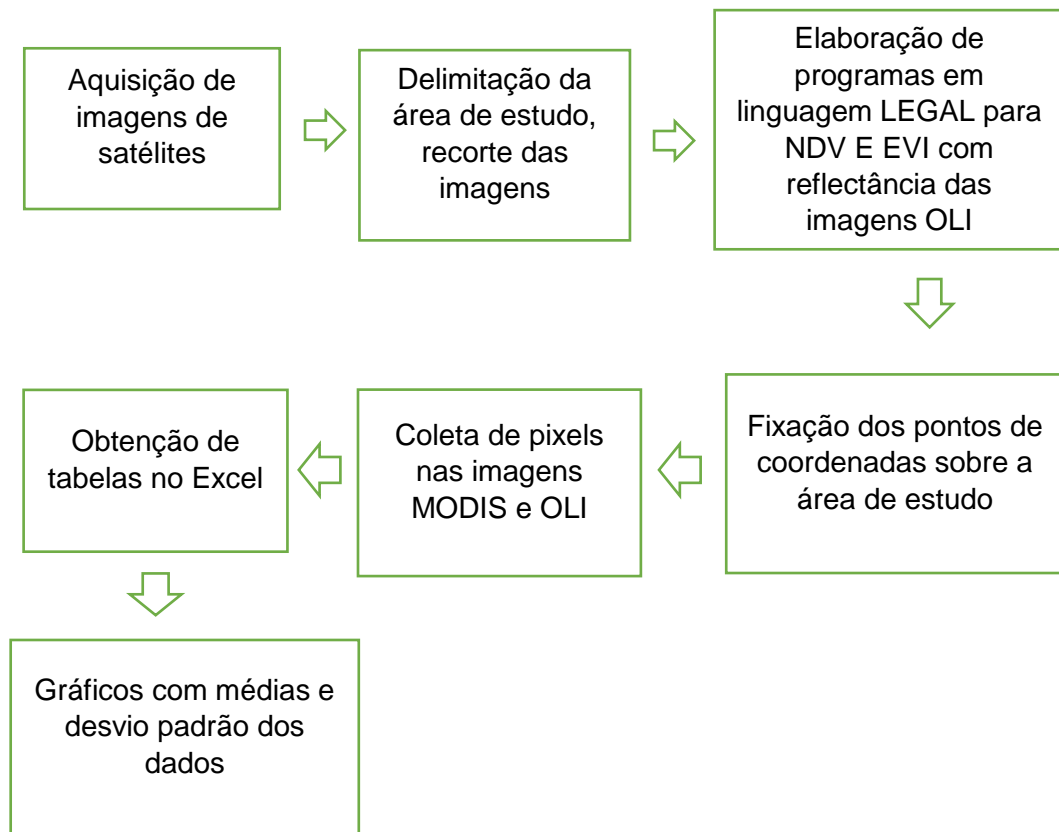 Aquisição de
imagens de
satélites
Delimitação da
área de estudo,
recorte das
imagens
Elaboração de
programas em
linguagem LEGAL para
NDV E EVI com
reflectância das
imagens OLI
Fixação dos pontos de
coordenadas sobre a
área de estudo
Coleta de pixels
nas imagens
MODIS e OLI
Obtenção de
tabelas no Excel
Gráficos com médias e
desvio padrão dos
dados